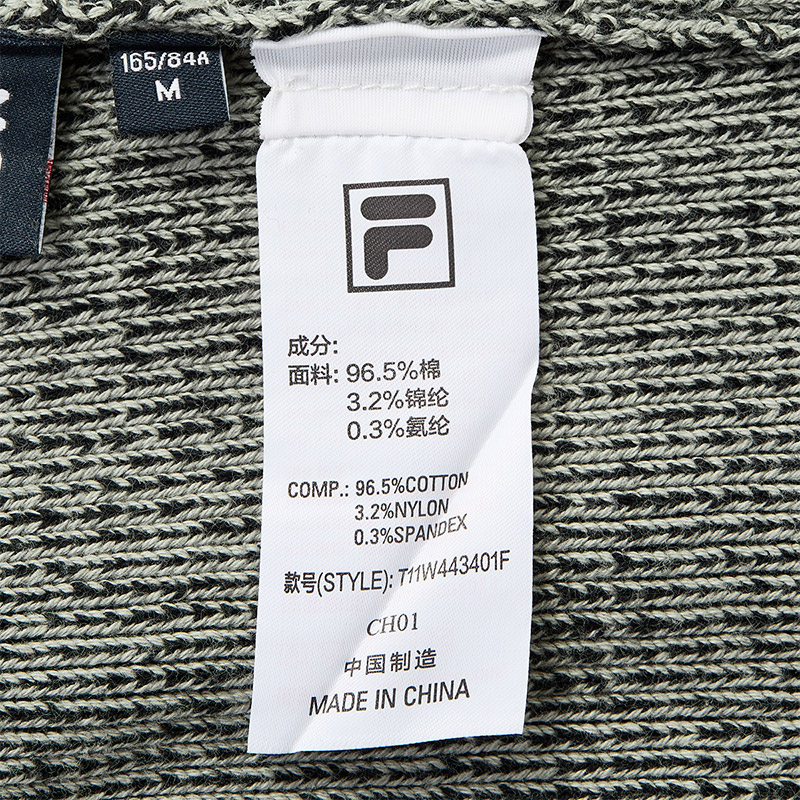 165/84A
M
F
成分:
面料: 96.5%棉
3.2%锦纶
0.3%氨纶
COMP.: 96.5%COTTON
3.2%NYLON
0.3%SPANDEX
款号(STYLE): T11W443401F
CH01
中国制造
MADE IN CHINA